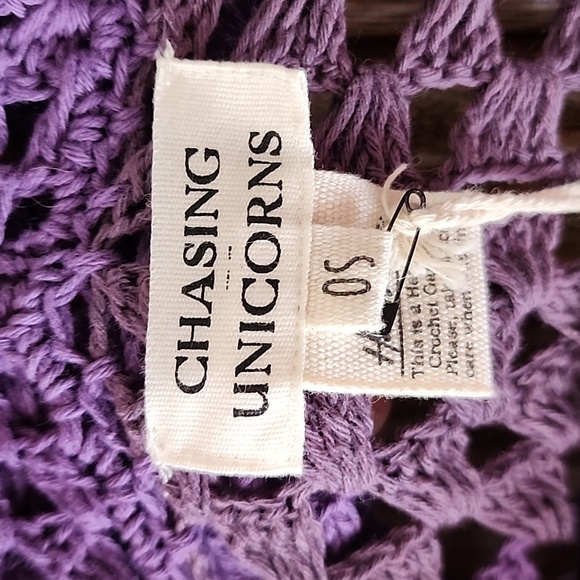 CHASING
UNICORNS
OS
This is a
Crochet
Please
care when